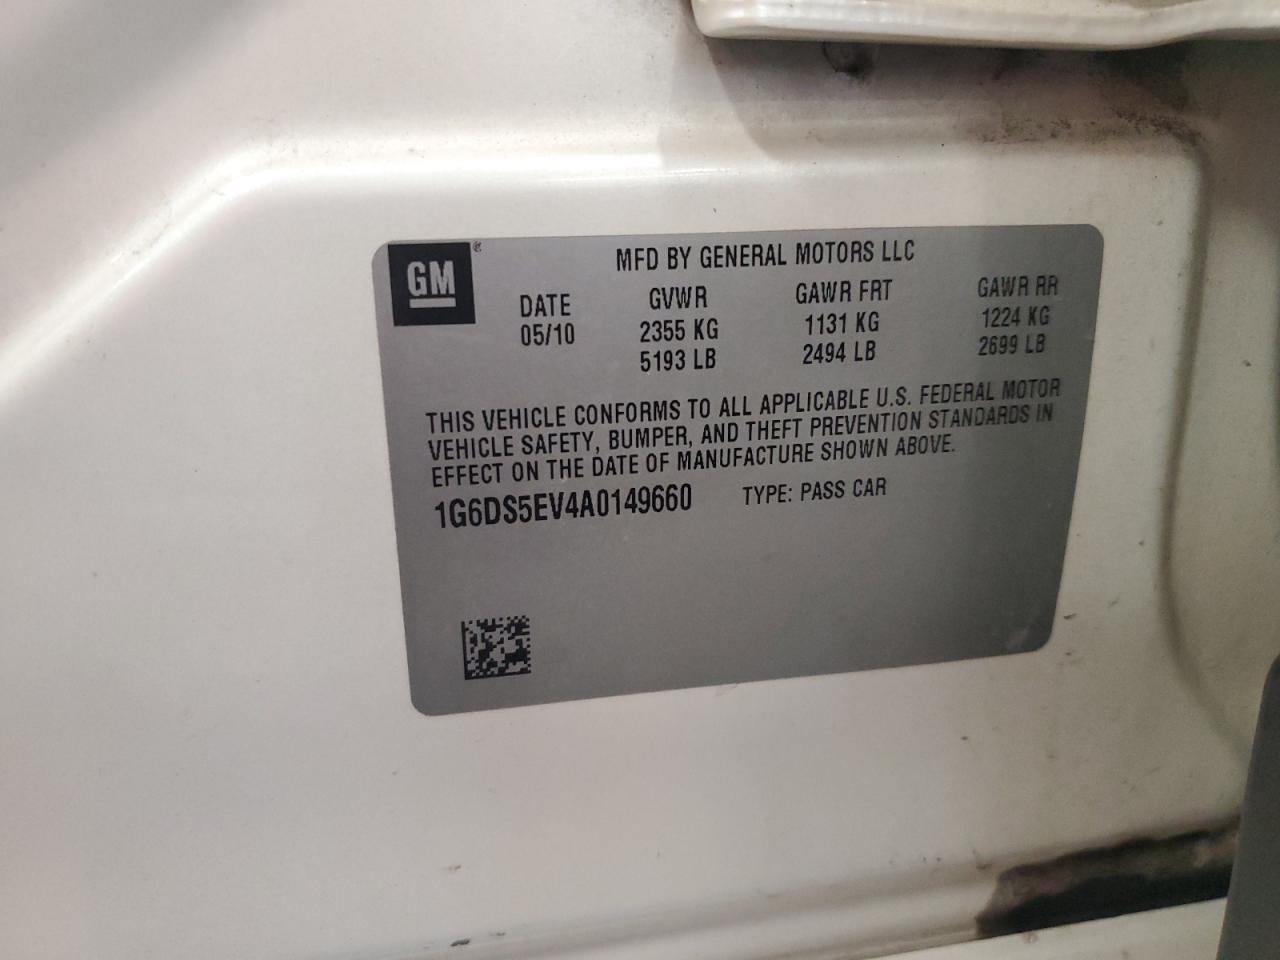 GM®
MFD BY GENERAL MOTORS LLC
DATE GVWR GAWR FRT GAWR RR
05/10 2355 KG 1131 KG 1224 KG
5193 LB 2494 LB 2699 LB
THIS VEHICLE CONFORMS TO ALL APPLICABLE U.S. FEDERAL MOTOR
VEHICLE SAFETY, BUMPER, AND THEFT PREVENTION STANDARDS IN
EFFECT ON THE DATE OF MANUFACTURE SHOWN ABOVE.
1G6DS5EV4A0149660 TYPE: PASS CAR